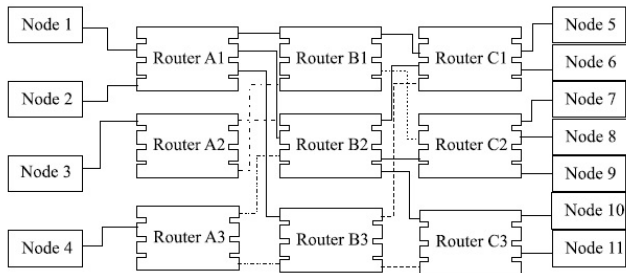 Node 1
Router A1
Router B1
Router C1
Node 5
Node 6
Node 2
Node 7
Node 3
Router A2
Router B2
Router C2
Node 8
Node 9
Node 4
Router A3
Router B3
Router C3
Node 10
Node 11